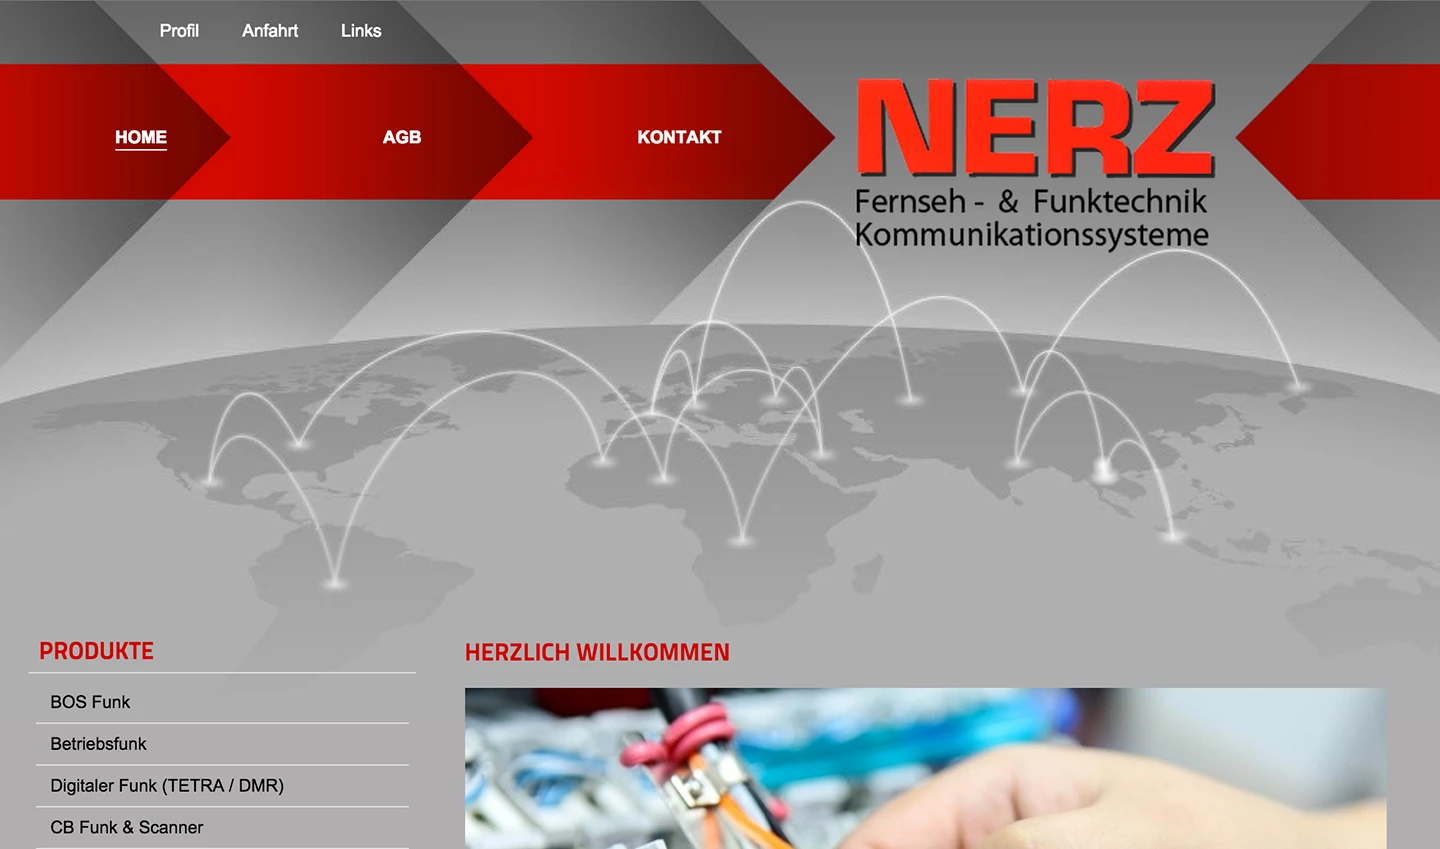 Profil Anfahrt Links
HOME AGB KONTAKT
NERZ
Fernseh - & Funktechnik
Kommunikationssysteme
PRODUKTE
BOS Funk
Betriebsfunk
Digitaler Funk (TETRA / DMR)
CB Funk & Scanner
HERZLICH WILLKOMMEN